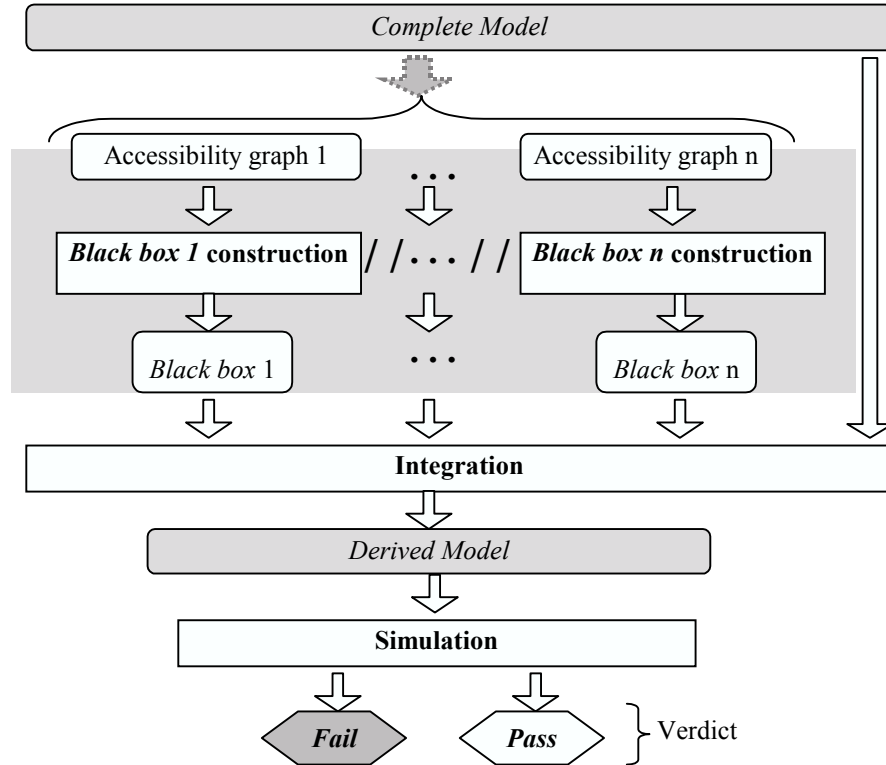 Complete Model
Accessibility graph 1 ... Accessibility graph n
Black box 1 construction / / ... / / Black box n construction
Black box 1 ... Black box n
Integration
Derived Model
Simulation
Fail Pass Verdict